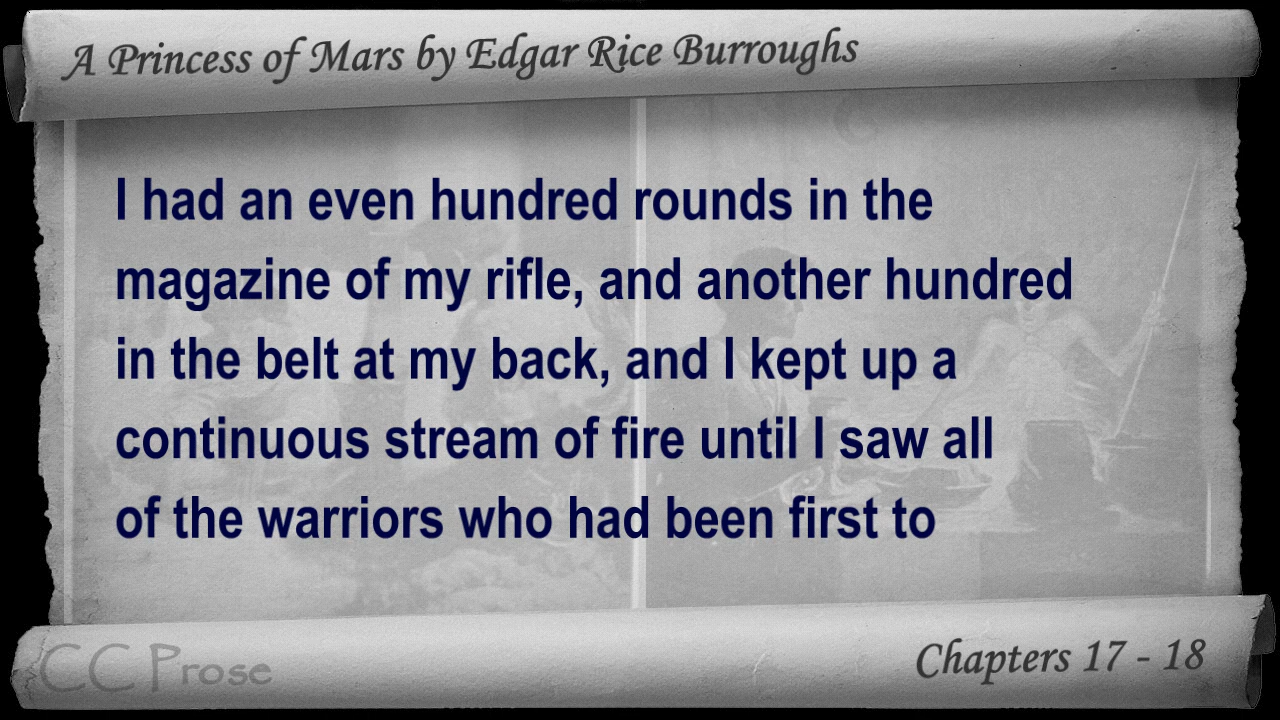 A Princess of Mars by Edgar Rice Burroughs
I had an even hundred rounds in the
magazine of my rifle, and another hundred
in the belt at my back, and I kept up a
continuous stream of fire until I saw all
of the warriors who had been first to
CC Prose
Chapters 17 - 18